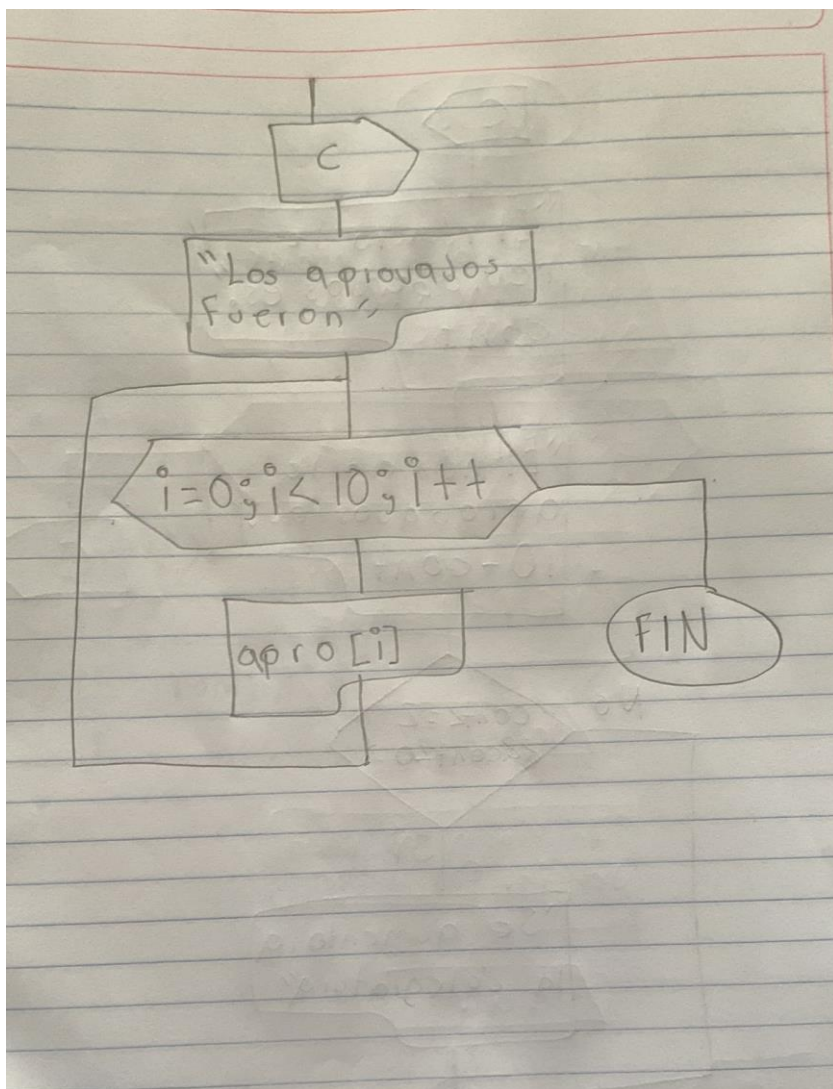 C
"Los aprovados
fueron"
i=0;i<10;i++
apro[i]
FIN